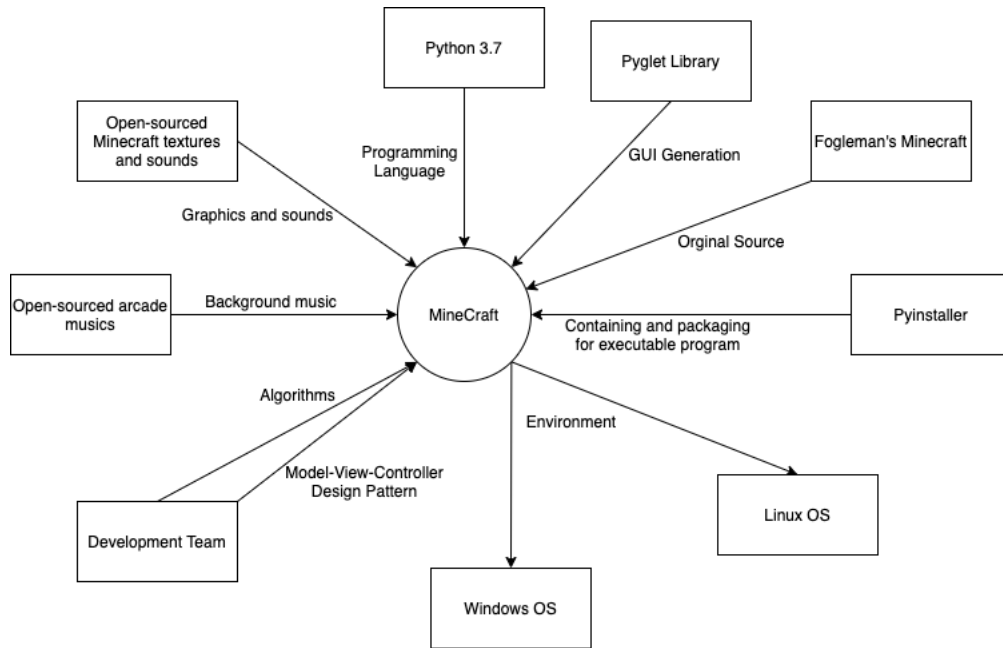 Python 3.7
Pyglet Library
Open-sourced
Minecraft textures
and sounds
Fogleman's Minecraft
Programming
Language
GUI Generation
Graphics and sounds
Orginal Source
Open-sourced arcade
musics
Background music
MineCraft
Containing and packaging
for executable program
Pyinstaller
Algorithms
Environment
Model-View-Controller
Design Pattern
Development Team
Linux OS
Windows OS